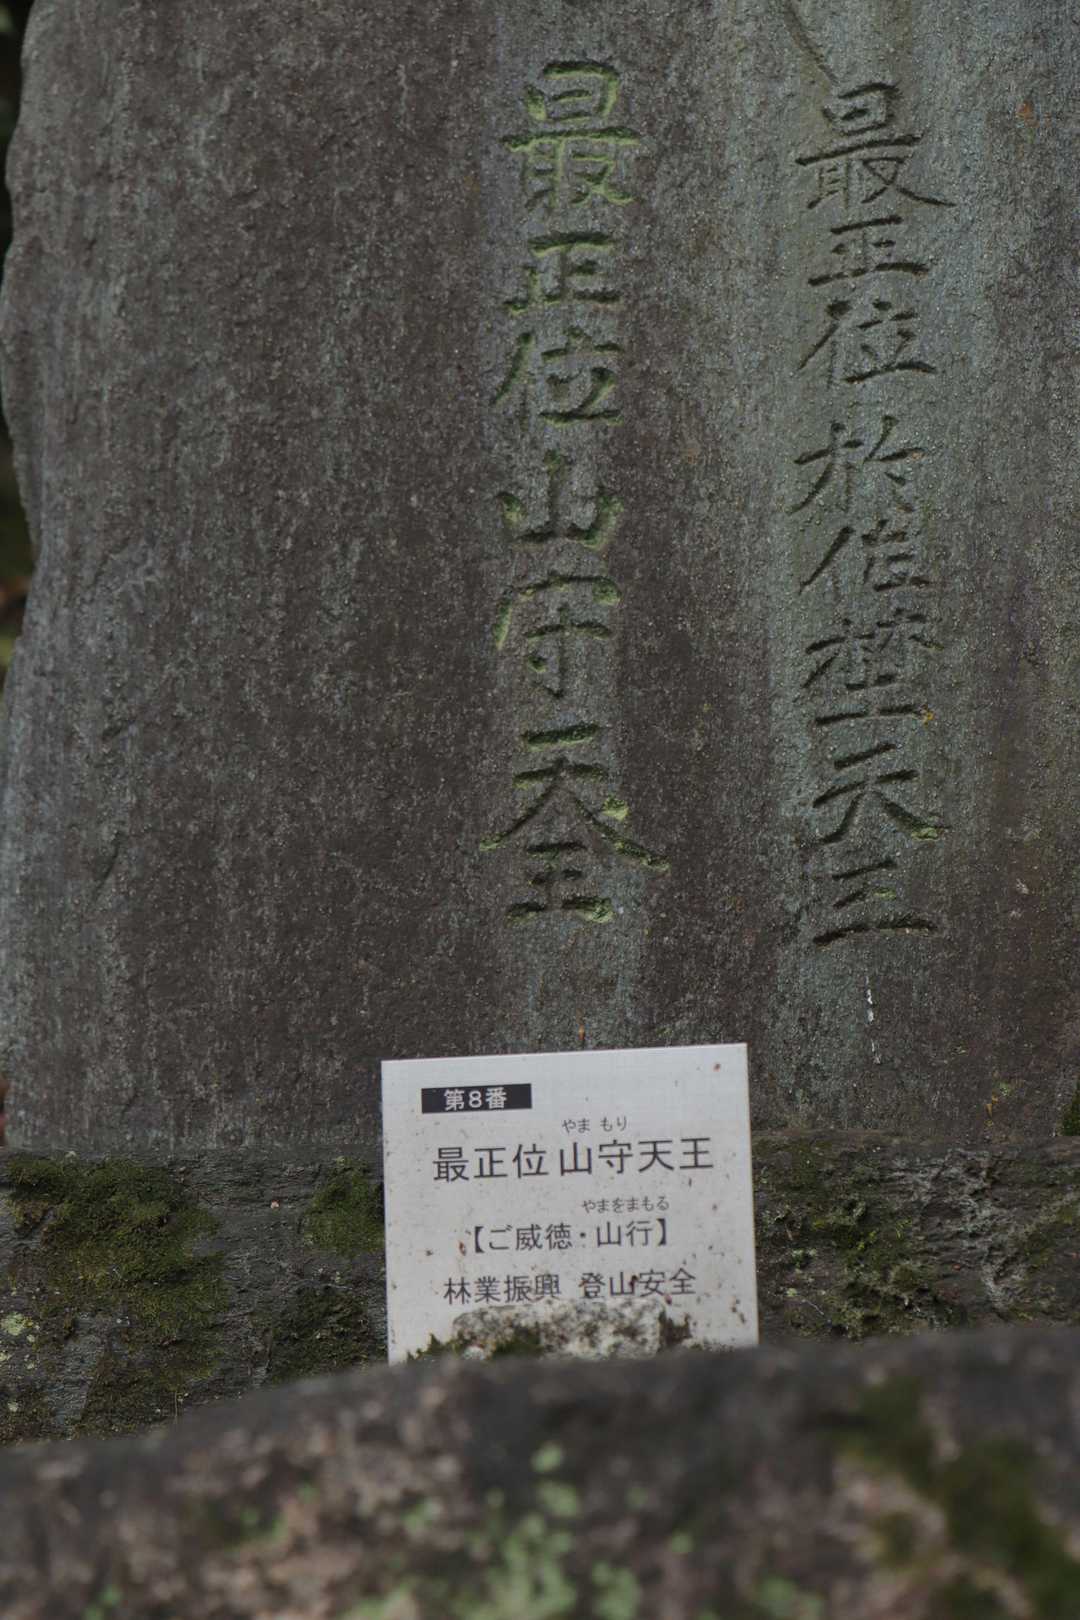 最正位於佐埜天王
最正位山守天王
第8番
やま もり
最正位 山守天王
やまをまもる
【ご威徳・山行】
林業振興 登山安全